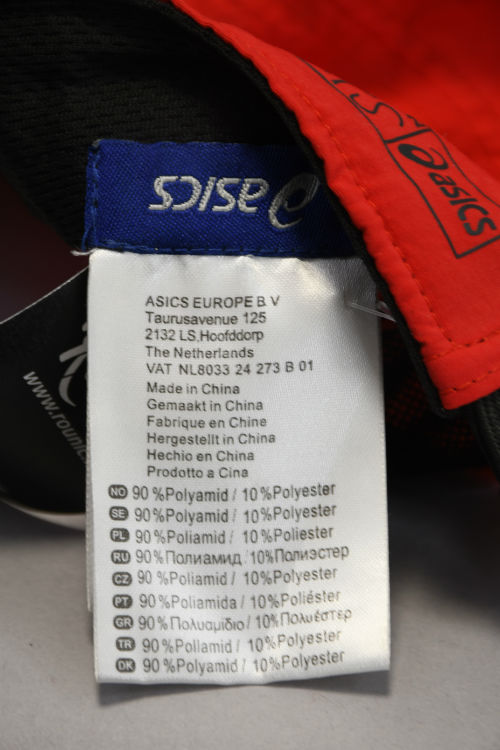 asics
asics
ASICS EUROPE B.V
Taurusavenue 125
2132 LS,Hoofddorp
The Netherlands
VAT NL8033 24 273 B 01
Made in China
Gemaakt in China
Fabrique en Chine
Hergestellt in China
Hechio en China
Prodotto a Cina
NO 90%Polyamid / 10%Polyester
SE 90%Polyamid / 10%Polyester
PL 90%Poliamid / 10%Poliester
RU 90%Полиамид / 10%Полиэстер
CZ 90%Poliamid / 10%Polyester
PT 90%Poliamida / 10%Poliéster
GR 90%Πολυαμίδιο / 10%Πολυέστερ
TR 90%Poliamid / 10%Polyester
DK 90%Polyamid / 10%Polyester